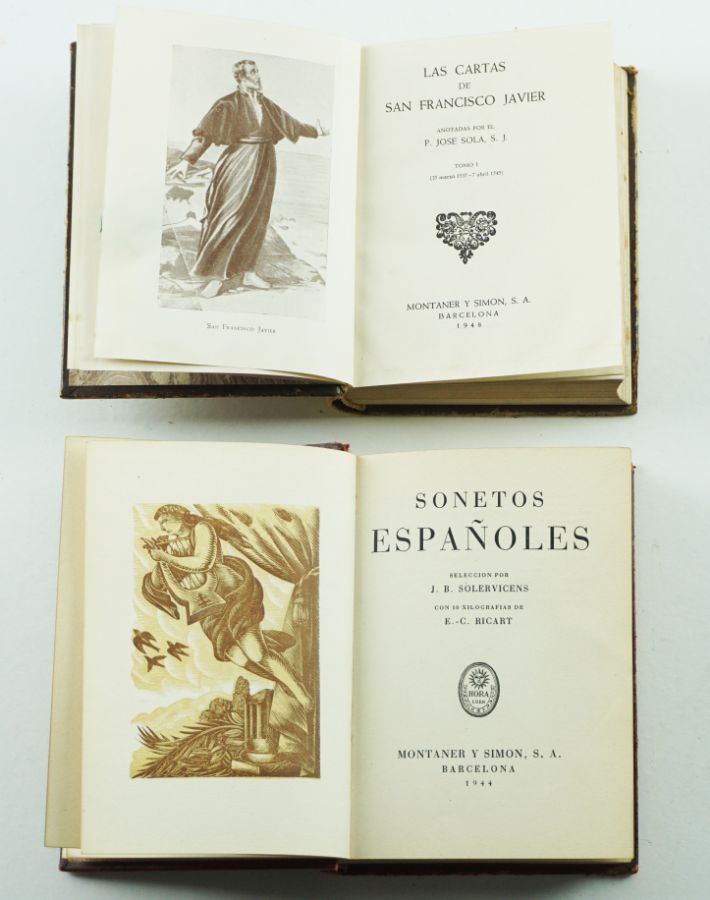 LAS CARTAS
DE
SAN FRANCISCO JAVIER
ANOTADAS POR EL
P. JOSE SOLA, S. J.
TOMO I
MONTANER Y SIMON, S. A.
BARCELONA
1948
SAN FRANCISCO JAVIER
SONETOS
ESPAÑOLES
SELECCION POR
J. B. SOLERVICENS
CON 10 XILOGRAFIAS DE
E.-C. RICART
HORA
MONTANER Y SIMON, S. A.
BARCELONA
1944